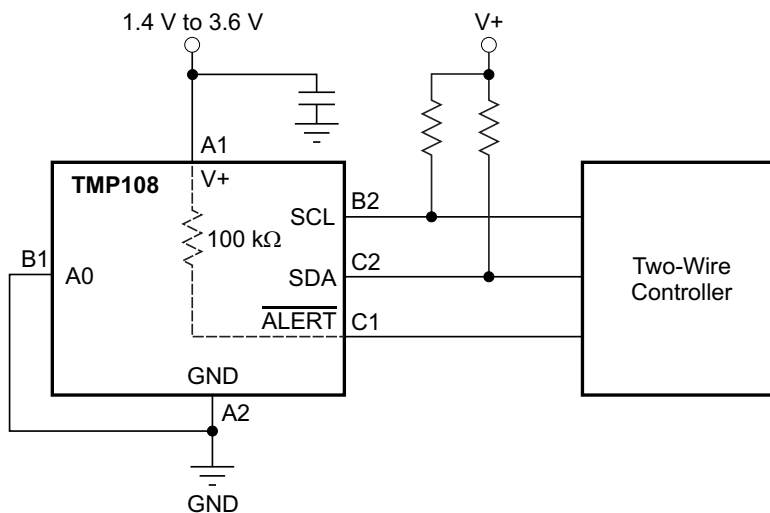 1.4 V to 3.6 V
V+
A1
TMP108
V+
B2
SCL
100 kΩ
B1
A0
C2
SDA
Two-Wire
Controller
ALERT
C1
GND
A2
GND